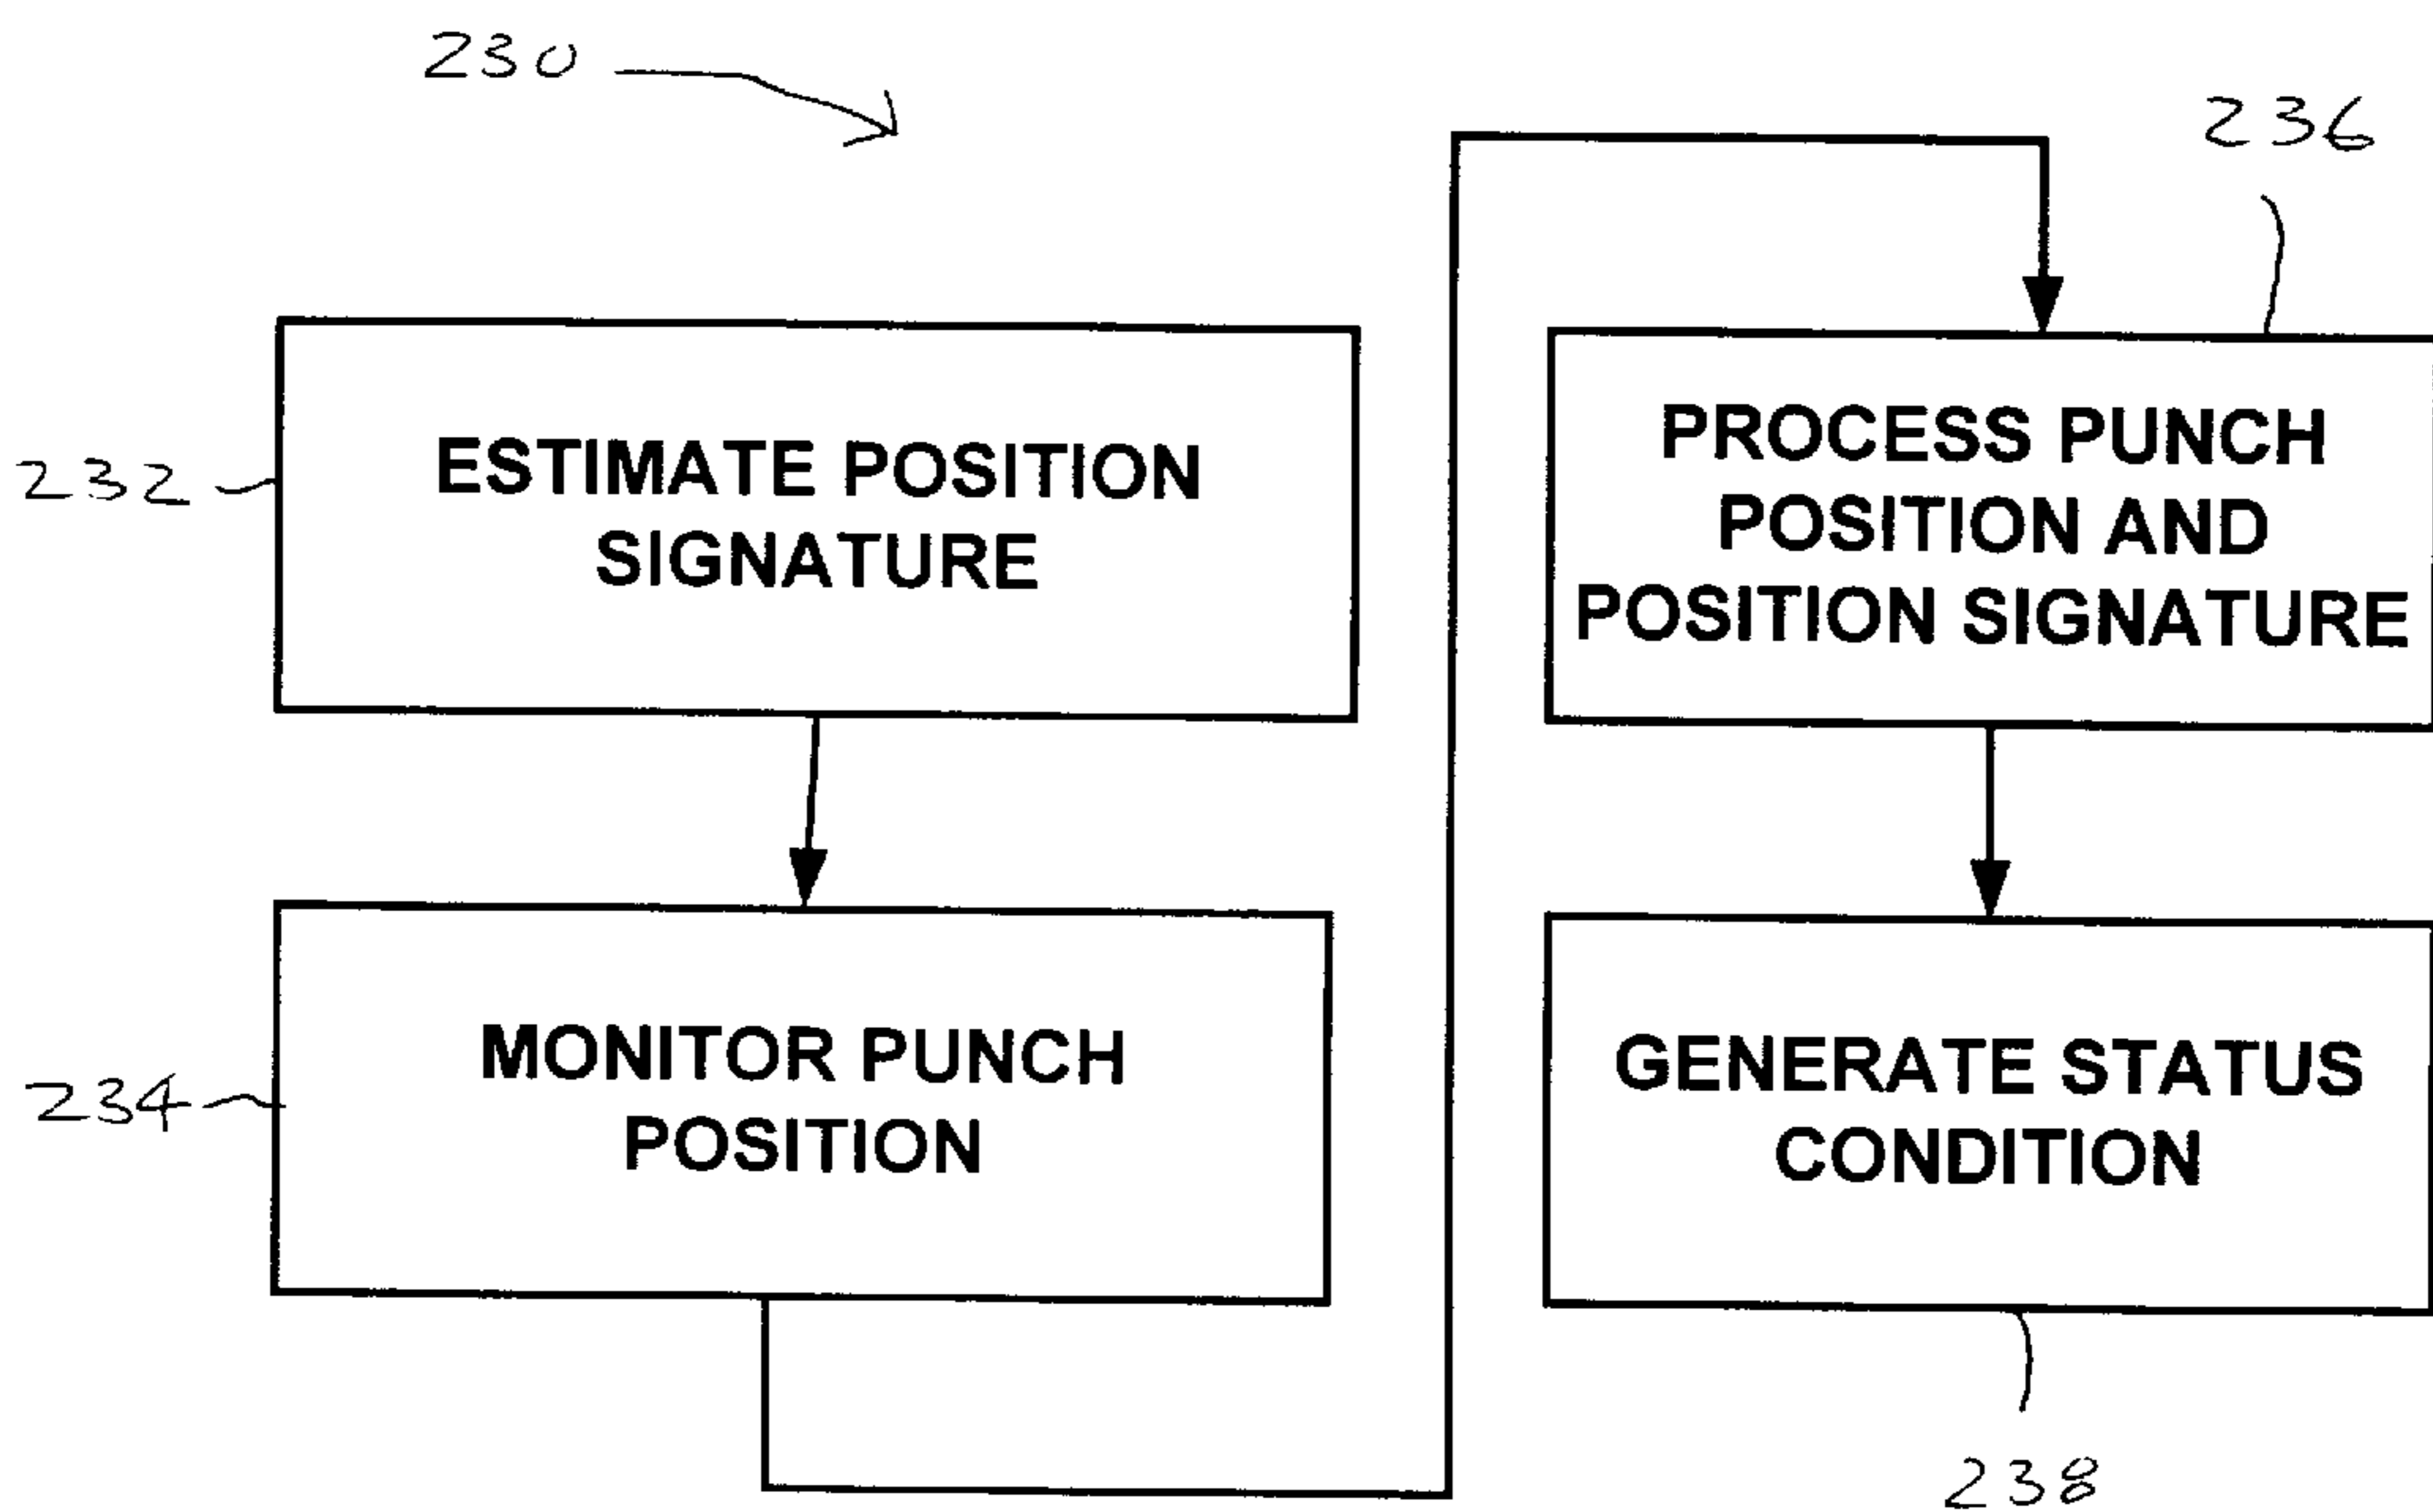 230
232
ESTIMATE POSITION
SIGNATURE
234
MONITOR PUNCH
POSITION
236
PROCESS PUNCH
POSITION AND
POSITION SIGNATURE
GENERATE STATUS
CONDITION
238